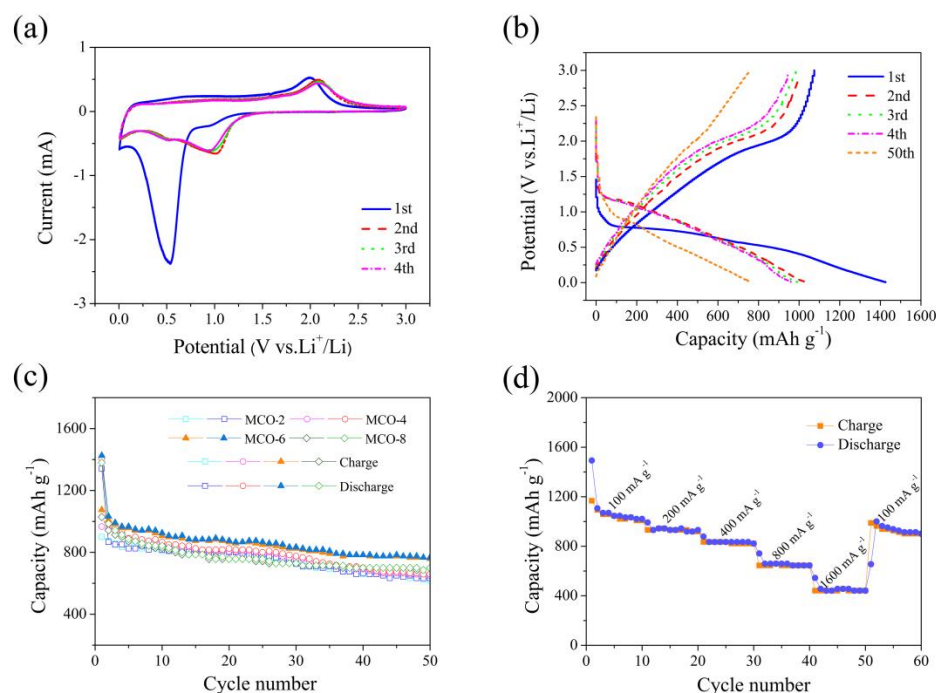 (a)
1
0
-1
-2
-3
Current (mA)
0.0 0.5 1.0 1.5 2.0 2.5 3.0
Potential (V vs.Li⁺/Li)
1st
2nd
3rd
4th
(b)
3.0
2.5
2.0
1.5
1.0
0.5
0.0
Potential (V vs.Li⁺/Li)
0 200 400 600 800 1000 1200 1400 1600
Capacity (mAh g⁻¹)
1st
2nd
3rd
4th
50th
(c)
1600
1200
800
400
Capacity (mAh g⁻¹)
0 10 20 30 40 50
Cycle number
MCO-2 MCO-4
MCO-6 MCO-8
Charge
Discharge
(d)
2000
1600
1200
800
400
0
Capacity (mAh g⁻¹)
0 10 20 30 40 50 60
Cycle number
Charge
Discharge
100 mA g⁻¹
200 mA g⁻¹
400 mA g⁻¹
800 mA g⁻¹
1600 mA g⁻¹
100 mA g⁻¹